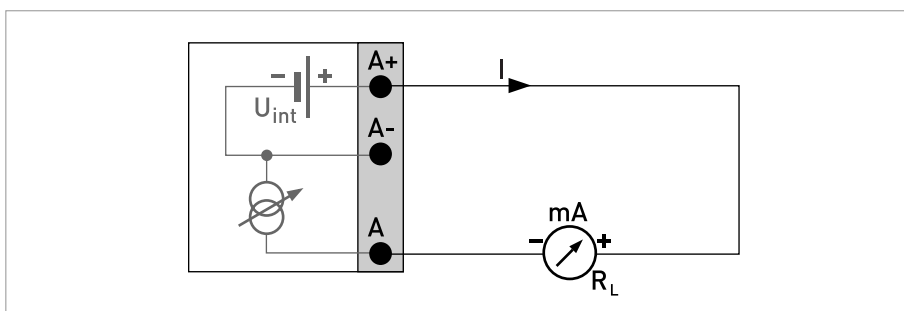 A+
I
- +
U_int
A-
A
mA
- +
R_L